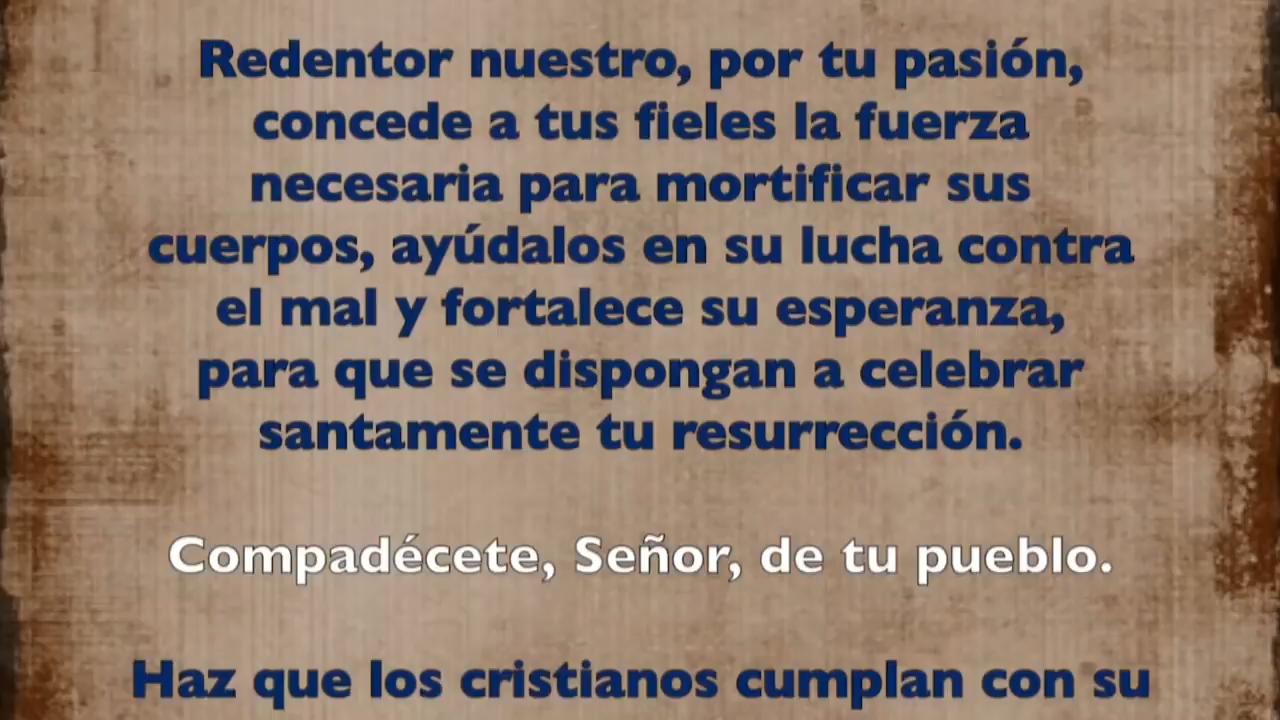 Redentor nuestro, por tu pasión,
concede a tus fieles la fuerza
necesaria para mortificar sus
cuerpos, ayúdalos en su lucha contra
el mal y fortalece su esperanza,
para que se dispongan a celebrar
santamente tu resurrección.
Compadécete, Señor, de tu pueblo.
Haz que los cristianos cumplan con su